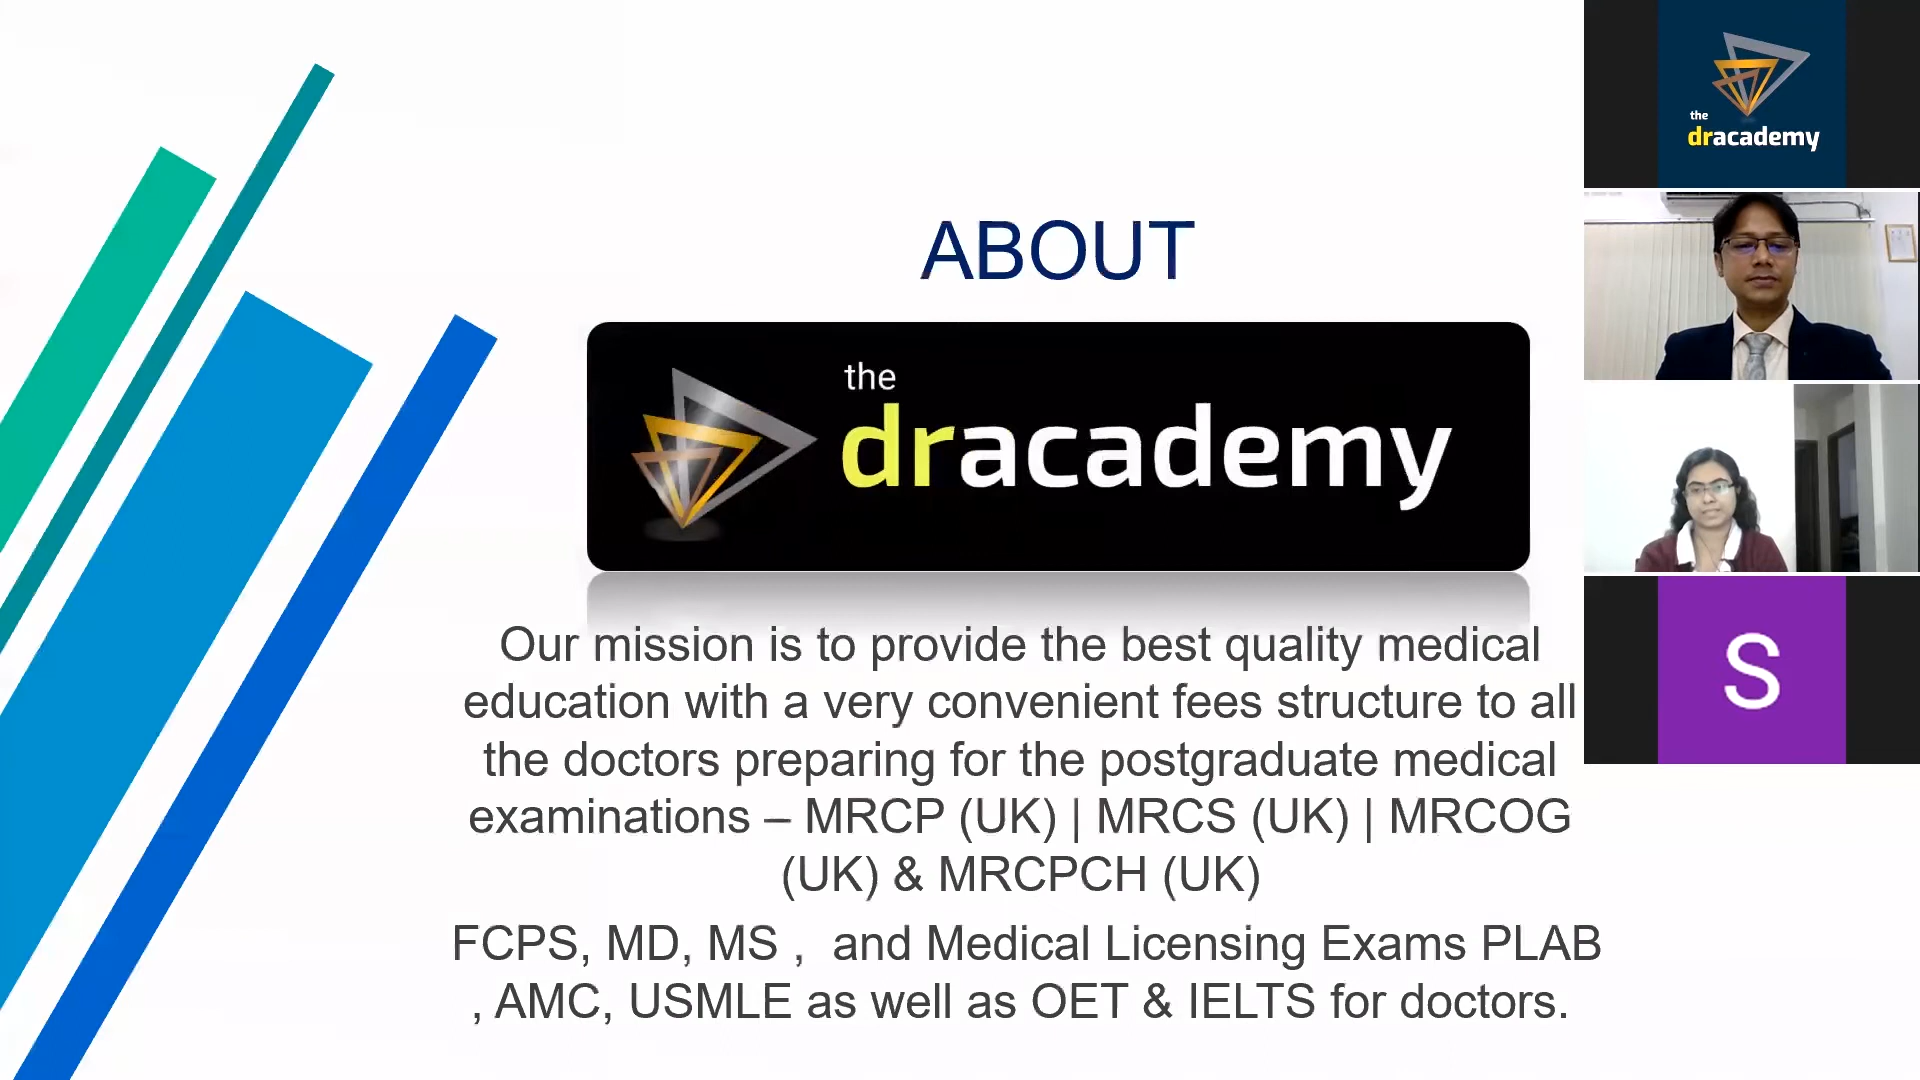 ABOUT
the
dracademy
Our mission is to provide the best quality medical
education with a very convenient fees structure to all
the doctors preparing for the postgraduate medical
examinations – MRCP (UK) | MRCS (UK) | MRCOG
(UK) & MRCPCH (UK)
FCPS, MD, MS ,  and Medical Licensing Exams PLAB
, AMC, USMLE as well as OET & IELTS for doctors.
the
dracademy
S